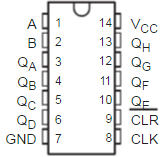 A 1 14 VCC
B 2 13 QH
QA 3 12 QG
QB 4 11 QF
QC 5 10 QE
QD 6 9 CLR
GND 7 8 CLK